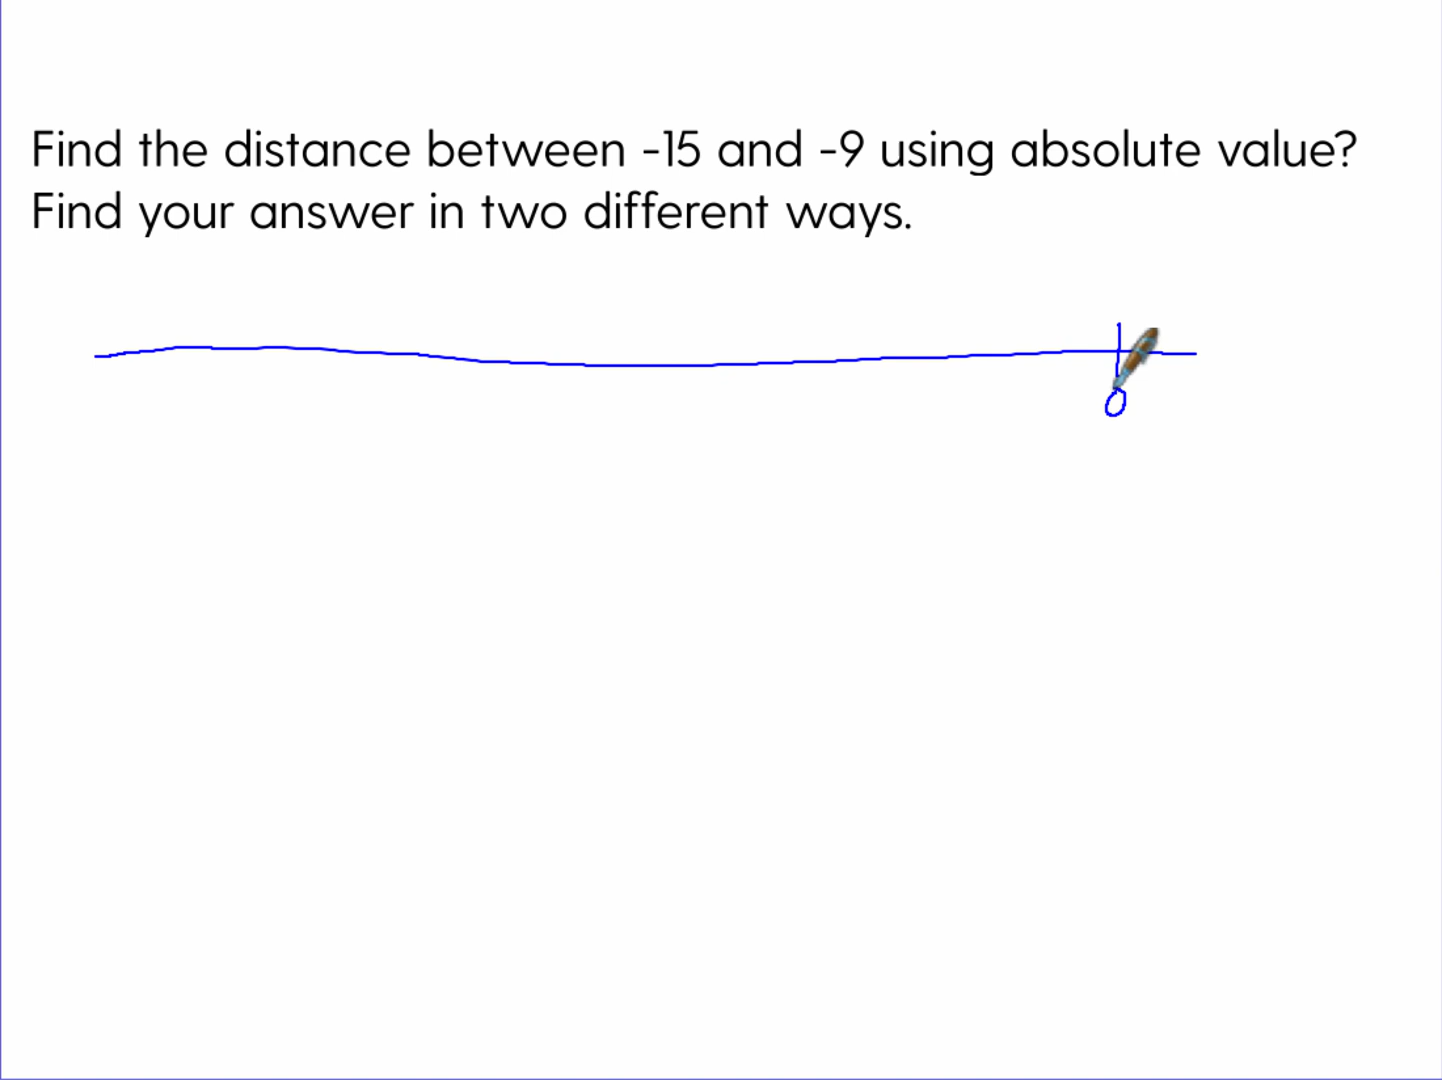 Find the distance between -15 and -9 using absolute value?
Find your answer in two different ways.
0